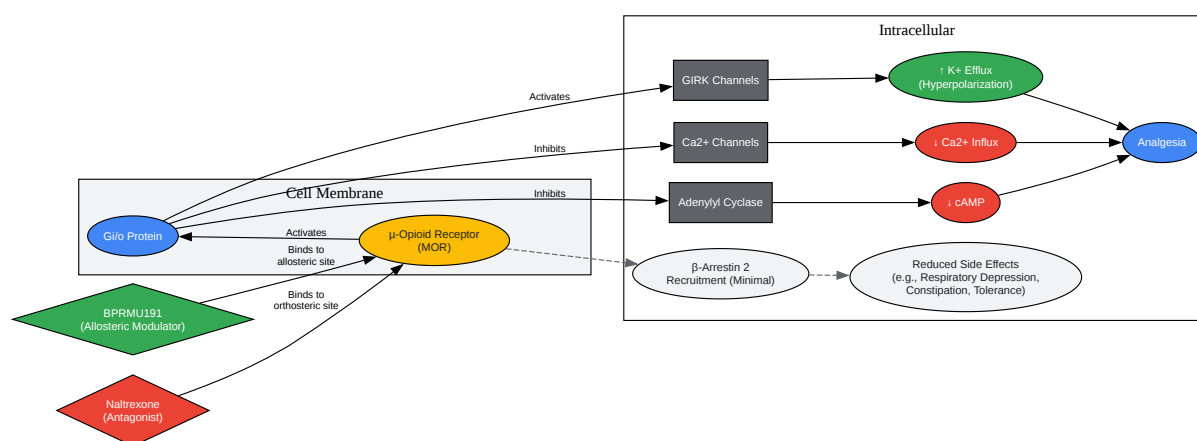 Intracellular
GIRK Channels
↑ K+ Efflux
(Hyperpolarization)
Activates
Ca2+ Channels
↓ Ca2+ Influx
Analgesia
Inhibits
Cell Membrane
Inhibits
Adenylyl Cyclase
↓ cAMP
Gi/o Protein
Activates
µ-Opioid Receptor
(MOR)
Binds to
allosteric site
β-Arrestin 2
Recruitment (Minimal)
Reduced Side Effects
(e.g., Respiratory Depression,
Constipation, Tolerance)
Binds to
orthosteric site
BPRMU191
(Allosteric Modulator)
Naltrexone
(Antagonist)